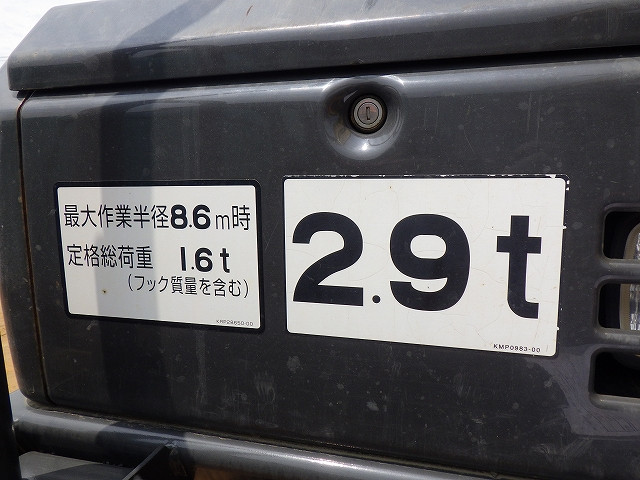 最大作業半径8.6m時
定格総荷重 1.6t
(フック質量を含む)
KMP29850-00
2.9t
KMP0983-00